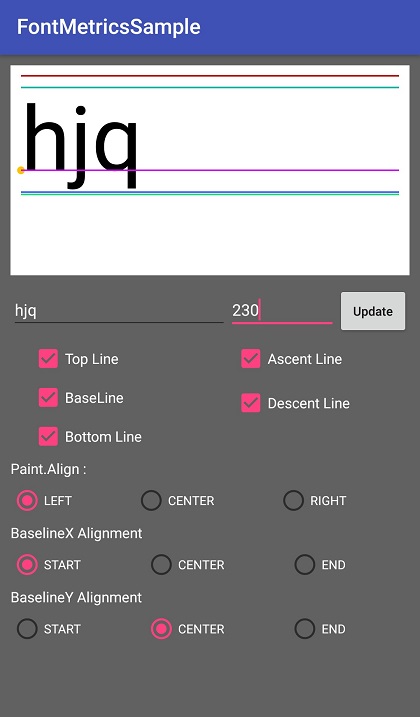 FontMetricsSample
hjq
hjq 230 Update
Top Line Ascent Line
BaseLine Descent Line
Bottom Line
Paint.Align :
LEFT CENTER RIGHT
BaselineX Alignment
START CENTER END
BaselineY Alignment
START CENTER END